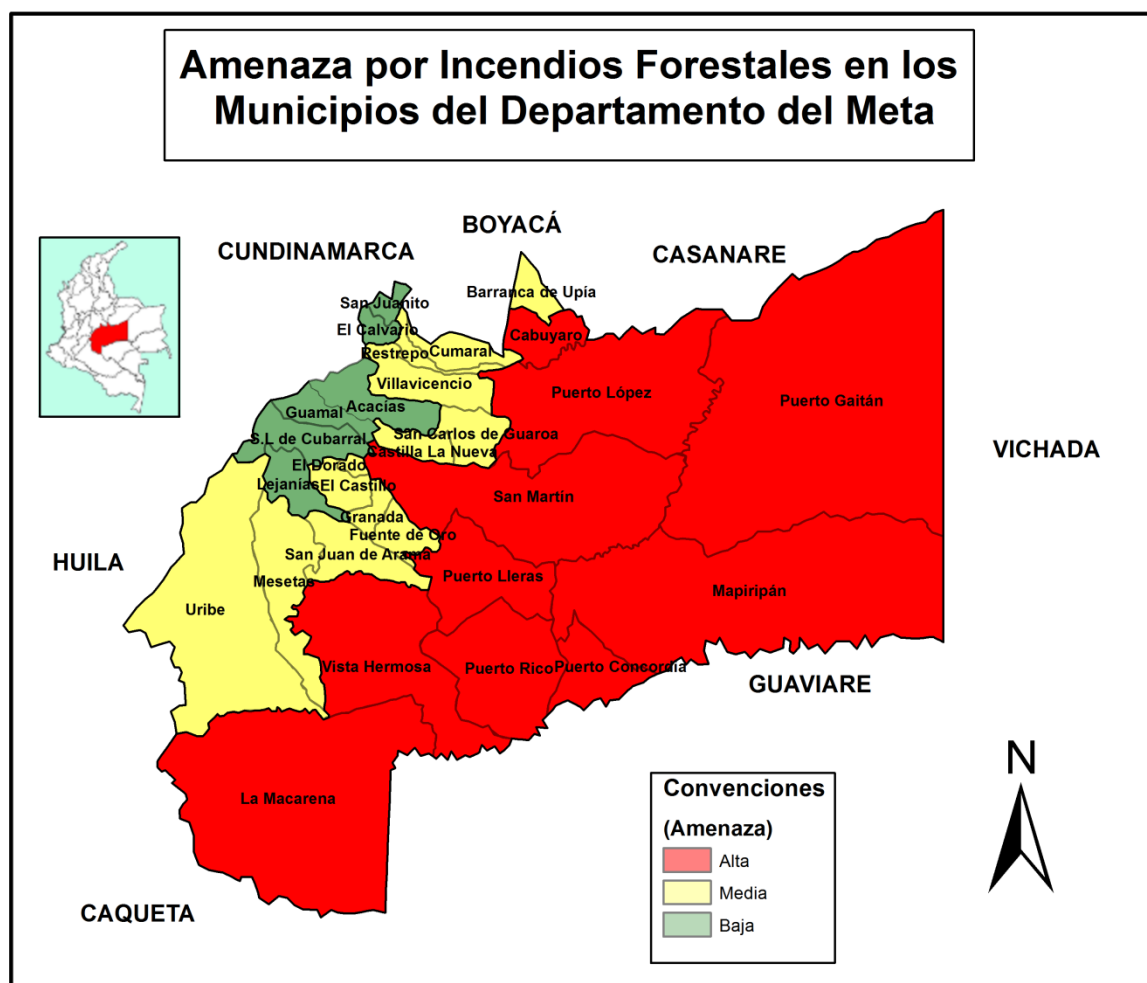 Amenaza por Incendios Forestales en los
Municipios del Departamento del Meta
BOYACÁ
CUNDINAMARCA
CASANARE
Barranca de Upía
San Juanito
El Calvario
Cabuyaro
Restrepo
Cumaral
Villavicencio
Puerto López
Puerto Gaitán
Acacías
Guamal
San Carlos de Guaroa
S.L de Cubarral
Castilla La Nueva
VICHADA
El Dorado
Lejanías
El Castillo
San Martín
Granada
Fuente de Oro
San Juan de Arama
HUILA
Puerto Lleras
Mesetas
Mapiripán
Uribe
Vista Hermosa
Puerto Rico
Puerto Concordia
GUAVIARE
La Macarena
CAQUETA
N
Convenciones
(Amenaza)
Alta
Media
Baja